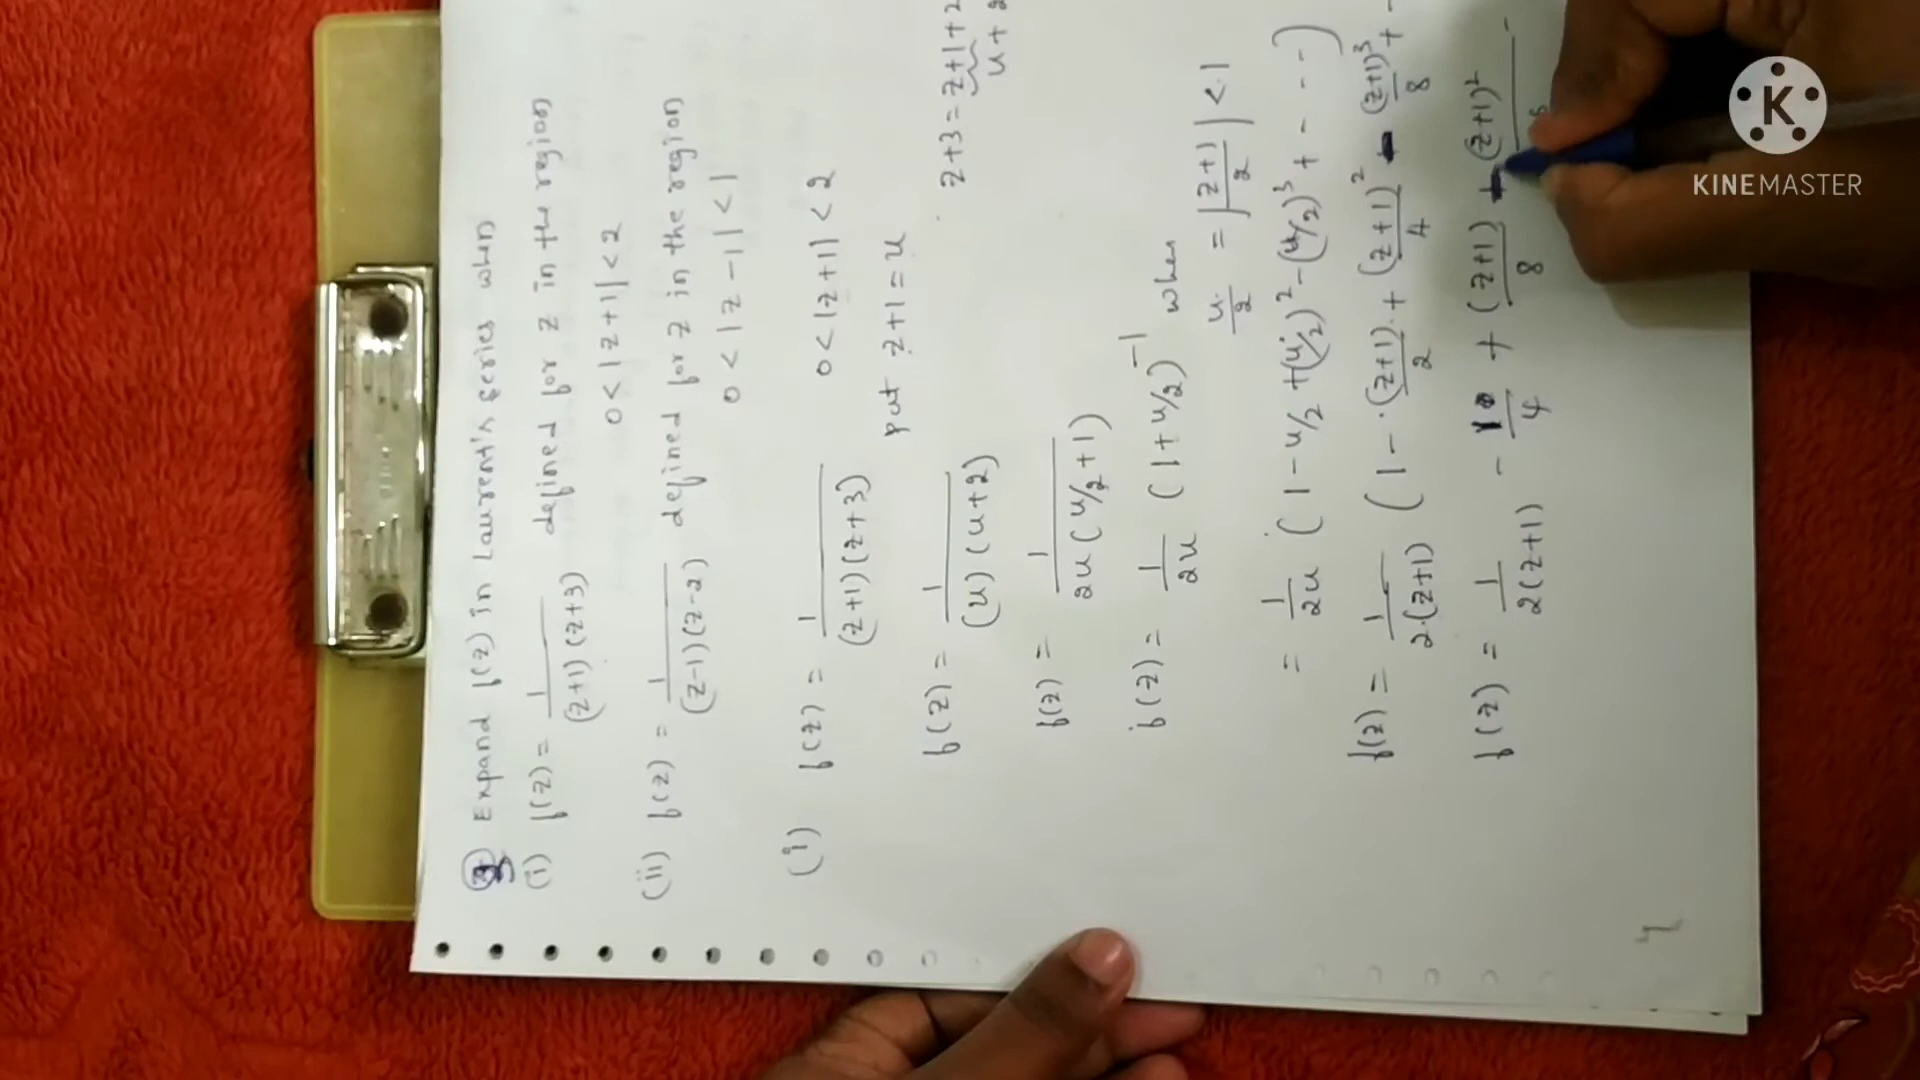 ③ Expand f(z) in Laurent's series when
(i) f(z) = 1/((z+1)(z+3)) defined for z in the region
0 < |z+1| < 2
(ii) f(z) = 1/((z-1)(z-2)) defined for z in the region
0 < |z-1| < 1
(i) f(z) = 1/((z+1)(z+3)) 0 < |z+1| < 2
put z+1 = u
f(z) = 1/((u)(u+2)) z+3 = z+1+2
u+2
f(z) = 1/(2u(u/2+1))
f(z) = 1/2u (1+u/2)^-1 when
u/2 = |z+1/2| < 1
= 1/2u (1 - u/2 + (u/2)^2 - (u/2)^3 + - - - )
f(z) = 1/(2·(z+1)) (1 - (z+1)/2 + (z+1)^2/4 - (z+1)^3/8 + -
f(z) = 1/(2(z+1)) - 1/4 + (z+1)/8 - (z+1)^2
KINEMASTER